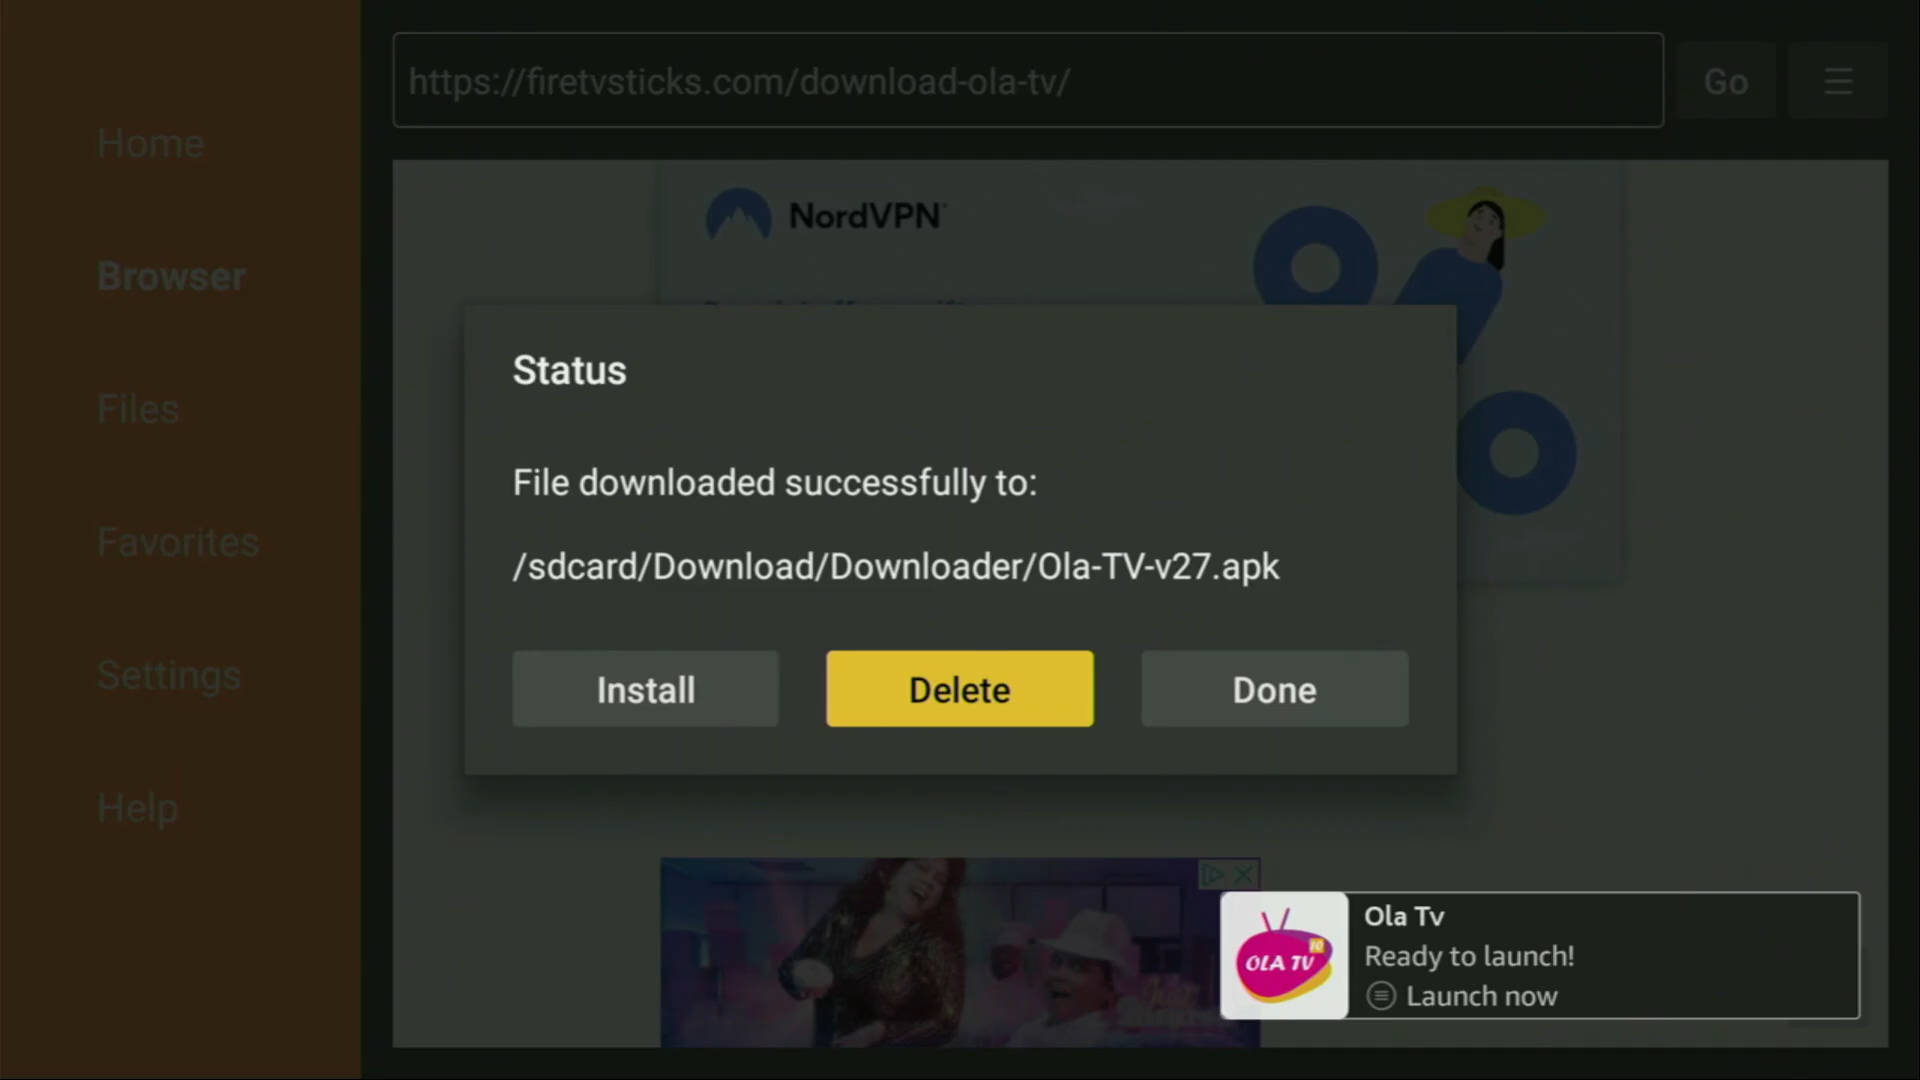 https://firetvsticks.com/download-ola-tv/
Go
Home
Browser
Files
Favorites
Settings
Help
NordVPN
Status
File downloaded successfully to:
/sdcard/Download/Downloader/Ola-TV-v27.apk
Install
Delete
Done
OLA TV
10
Ola Tv
Ready to launch!
Launch now